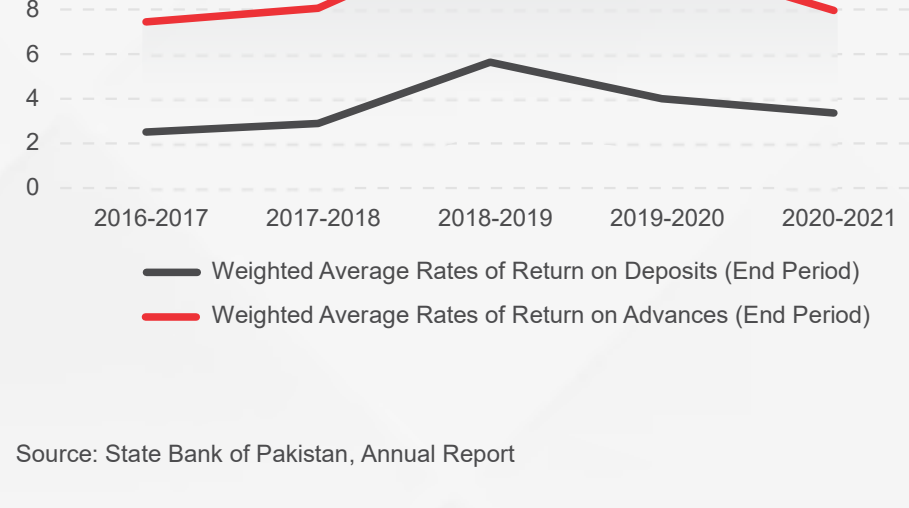 8
6
4
2
0
2016-2017 2017-2018 2018-2019 2019-2020 2020-2021
Weighted Average Rates of Return on Deposits (End Period)
Weighted Average Rates of Return on Advances (End Period)
Source: State Bank of Pakistan, Annual Report